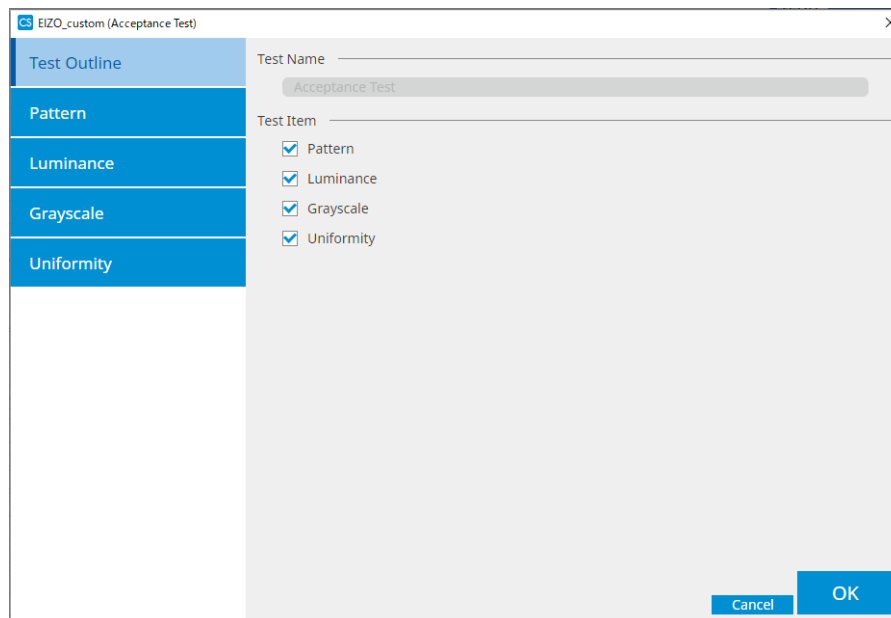 CS EIZO_custom (Acceptance Test)
Test Outline
Pattern
Luminance
Grayscale
Uniformity
Test Name
Acceptance Test
Test Item
Pattern
Luminance
Grayscale
Uniformity
Cancel
OK